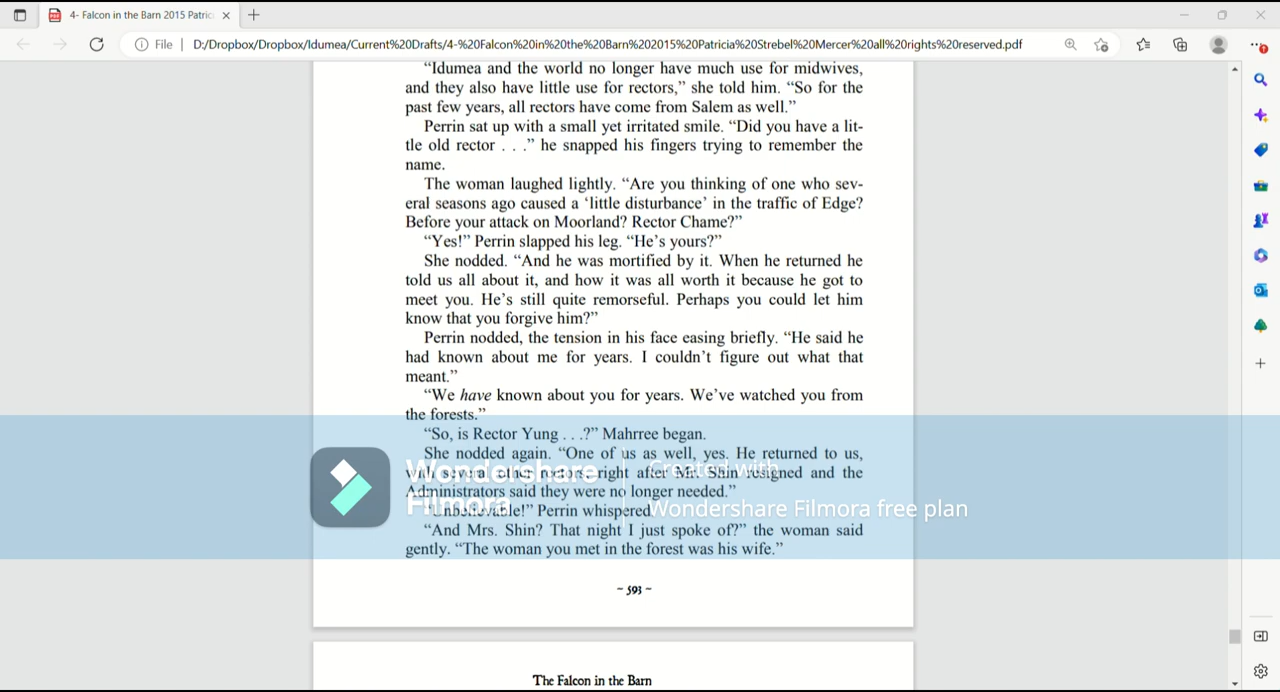 4- Falcon in the Barn 2015 Patric
File
D:/Dropbox/Dropbox/Idumea/Current%20Drafts/4-%20Falcon%20in%20the%20Barn%202015%20Patricia%20Strebel%20Mercer%20all%20rights%20reserved.pdf
“Idumea and the world no longer have much use for midwives,
and they also have little use for rectors,” she told him. “So for the
past few years, all rectors have come from Salem as well.”
Perrin sat up with a small yet irritated smile. “Did you have a lit-
tle old rector . . .” he snapped his fingers trying to remember the
name.
The woman laughed lightly. “Are you thinking of one who sev-
eral seasons ago caused a ‘little disturbance’ in the traffic of Edge?
Before your attack on Moorland? Rector Chame?”
“Yes!” Perrin slapped his leg. “He’s yours?”
She nodded. “And he was mortified by it. When he returned he
told us all about it, and how it was all worth it because he got to
meet you. He’s still quite remorseful. Perhaps you could let him
know that you forgive him?”
Perrin nodded, the tension in his face easing briefly. “He said he
had known about me for years. I couldn’t figure out what that
meant.”
“We have known about you for years. We’ve watched you from
the forests.”
“So, is Rector Yung . . .?” Mahrree began.
She nodded again. “One of us as well, yes. He returned to us,
with several other rectors, right after Mr. Shin resigned and the
Administrators said they were no longer needed.”
“Unbelievable!” Perrin whispered.
“And Mrs. Shin? That night I just spoke of?” the woman said
gently. “The woman you met in the forest was his wife.”
Wondershare
Filmora
Created with
Wondershare Filmora free plan
~ 593 ~
The Falcon in the Barn